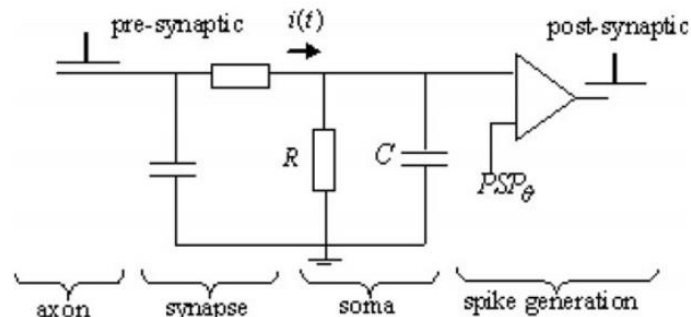 pre-synaptic
i(t)
post-synaptic
R
C
PSPθ
axon
synapse
soma
spike generation